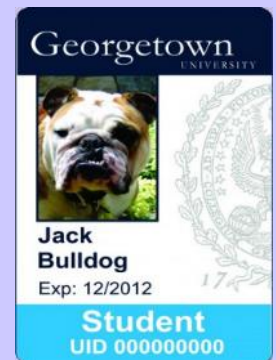 Georgetown
UNIVERSITY
Jack
Bulldog
Exp: 12/2012
Student
UID 000000000